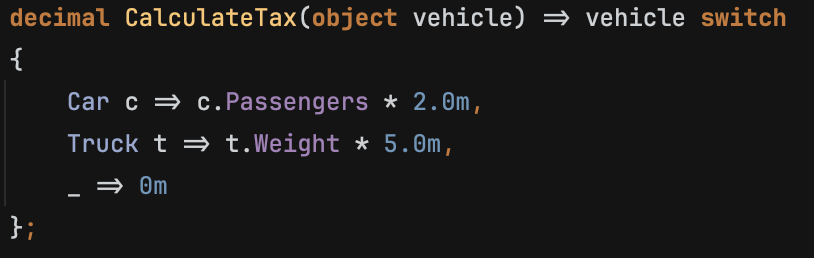 decimal CalculateTax(object vehicle) => vehicle switch
{
    Car c => c.Passengers * 2.0m,
    Truck t => t.Weight * 5.0m,
    _ => 0m
};